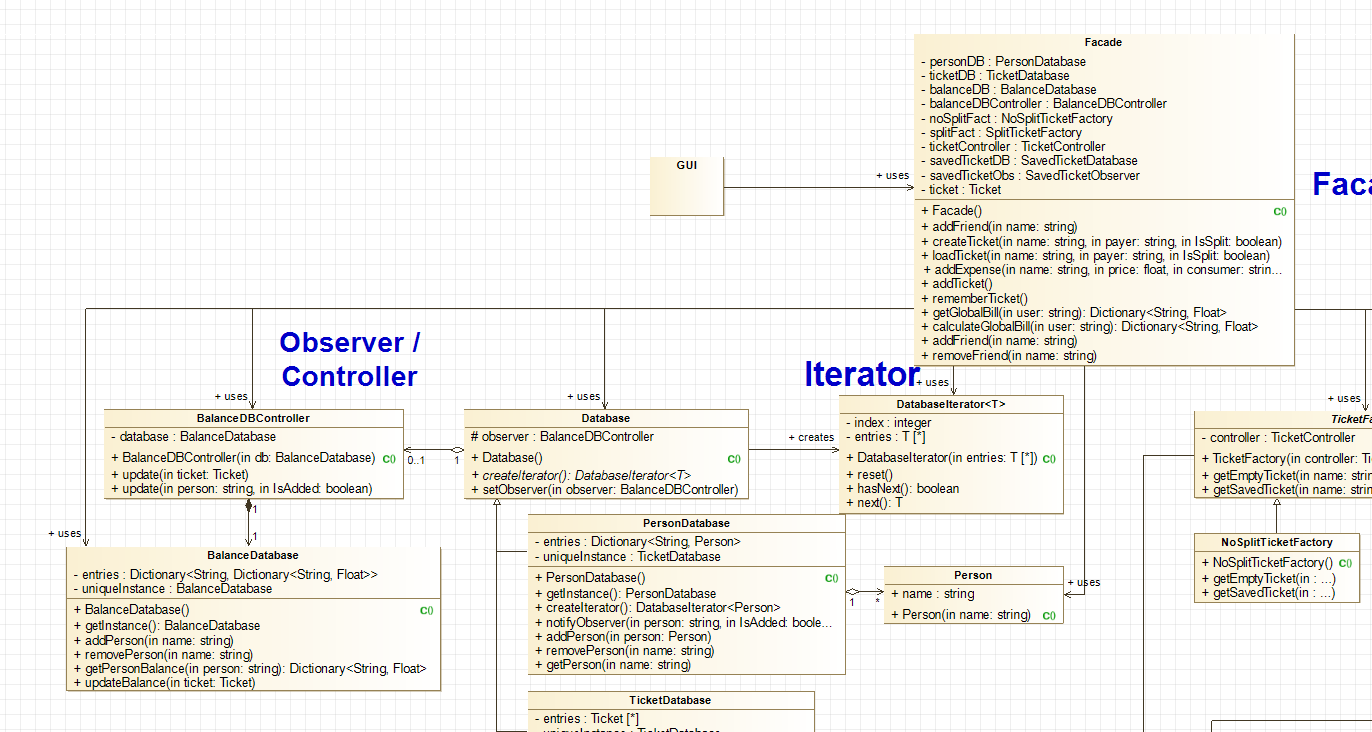 Facade
- personDB : PersonDatabase
- ticketDB : TicketDatabase
- balanceDB : BalanceDatabase
- balanceDBController : BalanceDBController
- noSplitFact : NoSplitTicketFactory
- splitFact : SplitTicketFactory
- ticketController : TicketController
- savedTicketDB : SavedTicketDatabase
- savedTicketObs : SavedTicketObserver
- ticket : Ticket
+ Facade() C()
+ addFriend(in name: string)
+ createTicket(in name: string, in payer: string, in IsSplit: boolean)
+ loadTicket(in name: string, in payer: string, in IsSplit: boolean)
+ addExpense(in name: string, in price: float, in consumer: strin...
+ addTicket()
+ rememberTicket()
+ getGlobalBill(in user: string): Dictionary<String, Float>
+ calculateGlobalBill(in user: string): Dictionary<String, Float>
+ addFriend(in name: string)
+ removeFriend(in name: string)
GUI
+ uses
Faca
Observer /
Controller
Iterator
+ uses
+ uses
+ uses
+ uses
BalanceDBController
- database : BalanceDatabase
+ BalanceDBController(in db: BalanceDatabase) C()
+ update(in ticket: Ticket)
+ update(in person: string, in IsAdded: boolean)
0..1
1
Database
# observer : BalanceDBController
+ Database() C()
+ createIterator(): DatabaseIterator<T>
+ setObserver(in observer: BalanceDBController)
+ creates
DatabaseIterator<T>
- index : integer
- entries : T [*]
+ DatabaseIterator(in entries: T [*]) C()
+ reset()
+ hasNext(): boolean
+ next(): T
TicketFa
- controller : TicketController
+ TicketFactory(in controller: Ti
+ getEmptyTicket(in name: strin
+ getSavedTicket(in name: strin
1
1
+ uses
BalanceDatabase
- entries : Dictionary<String, Dictionary<String, Float>>
- uniqueInstance : BalanceDatabase
+ BalanceDatabase() C()
+ getInstance(): BalanceDatabase
+ addPerson(in name: string)
+ removePerson(in name: string)
+ getPersonBalance(in person: string): Dictionary<String, Float>
+ updateBalance(in ticket: Ticket)
PersonDatabase
- entries : Dictionary<String, Person>
- uniqueInstance : TicketDatabase
+ PersonDatabase() C()
+ getInstance(): PersonDatabase
+ createIterator(): DatabaseIterator<Person>
+ notifyObserver(in person: string, in IsAdded: boole...
+ addPerson(in person: Person)
+ removePerson(in name: string)
+ getPerson(in name: string)
1
*
Person
+ name : string
+ Person(in name: string) C()
+ uses
NoSplitTicketFactory
+ NoSplitTicketFactory() C()
+ getEmptyTicket(in : ...)
+ getSavedTicket(in : ...)
TicketDatabase
- entries : Ticket [*]
- uniqueInstance : TicketDatabase